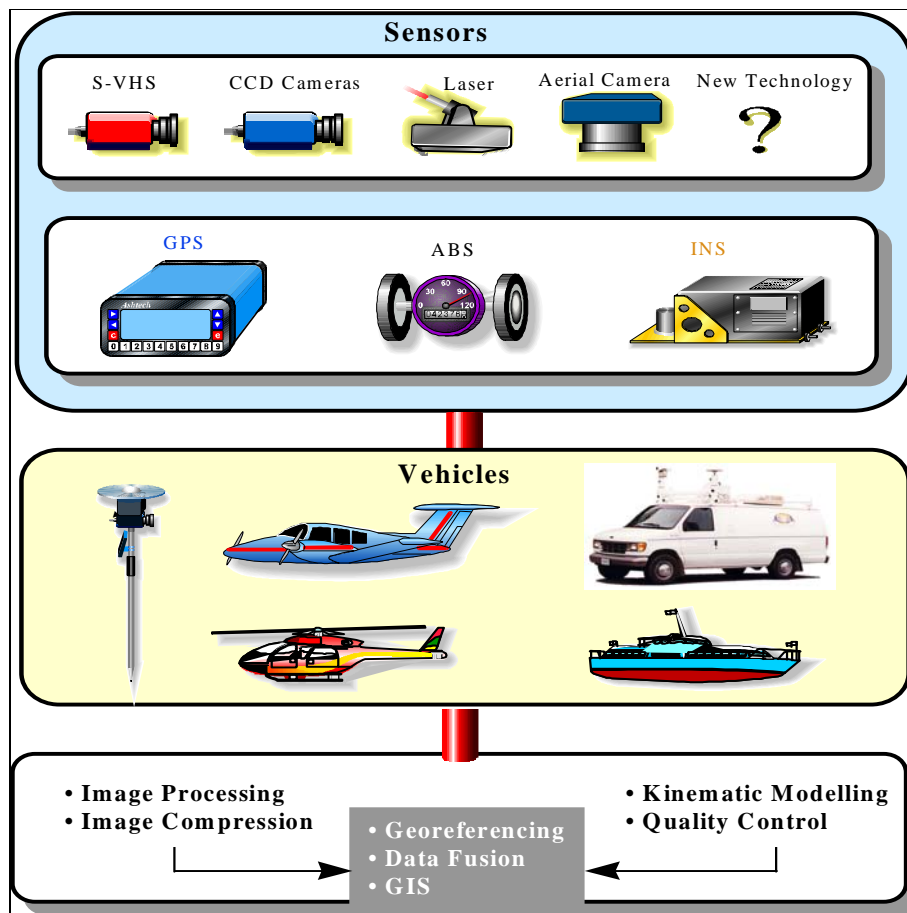 Sensors
S-VHS
CCD Cameras
Laser
Aerial Camera
New Technology
GPS
ABS
INS
Ashtech
c
e
0 1 2 3 4 5 6 7 8 9
0 30 60 90 120
Vehicles
• Image Processing
• Image Compression
• Kinematic Modelling
• Quality Control
• Georeferencing
• Data Fusion
• GIS